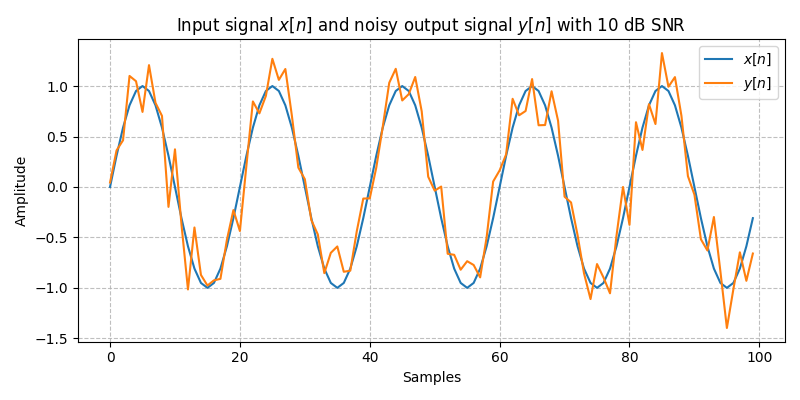 Input signal x[n] and noisy output signal y[n] with 10 dB SNR
x[n]
y[n]
1.0
0.5
0.0
−0.5
−1.0
−1.5
Amplitude
0 20 40 60 80 100
Samples